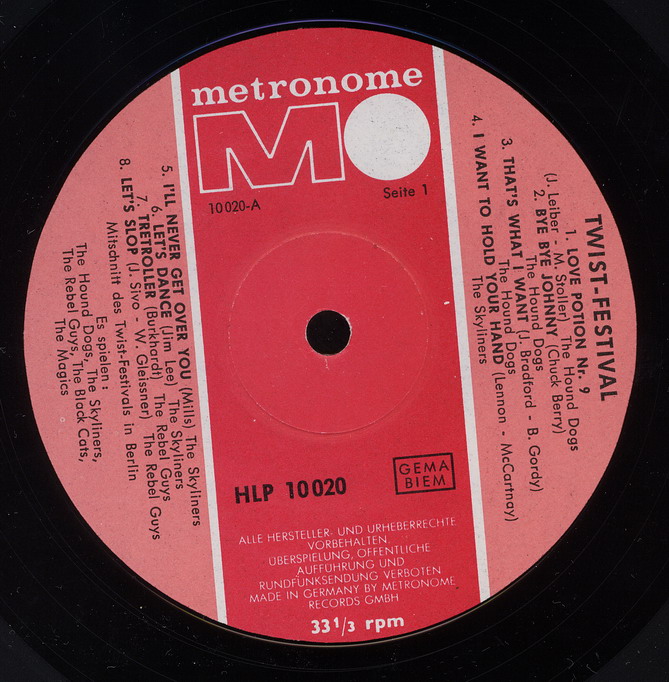 metronome
M
10020-A
Seite 1
TWIST-FESTIVAL
1. LOVE POTION Nr. 9
(J. Leiber - M. Stoller) The Hound Dogs
2. BYE BYE JOHNNY (Chuck Berry)
The Hound Dogs
3. THAT'S WHAT I WANT (J. Bradford - B. Gordy)
The Hound Dogs
4. I WANT TO HOLD YOUR HAND (Lennon - McCartnay)
The Skyliners
5. I'LL NEVER GET OVER YOU (Mills) The Skyliners
6. LET'S DANCE (Jim Lee) The Skyliners
7. TRETROLLER (Burkhardt) The Rebel Guys
8. LET'S SLOP (J. Sivo - W. Gleissner) The Rebel Guys
Mitschnitt des Twist-Festivals in Berlin
Es spielen:
The Hound Dogs, The Skyliners,
The Rebel Guys, The Black Cats,
The Magics
HLP 10020
GEMA
BIEM
ALLE HERSTELLER- UND URHEBERRECHTE
VORBEHALTEN.
ÜBERSPIELUNG, ÖFFENTLICHE
AUFFÜHRUNG UND
RUNDFUNKSENDUNG VERBOTEN
MADE IN GERMANY BY METRONOME
RECORDS GMBH
33 1/3 rpm